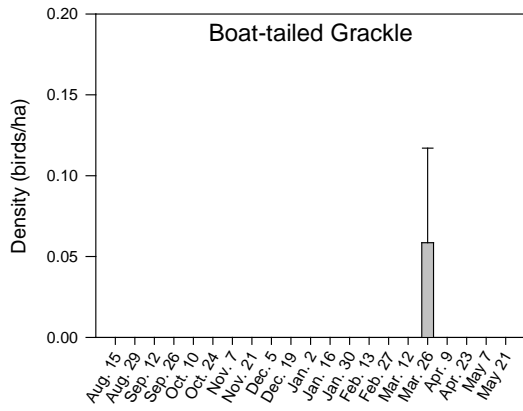 Boat-tailed Grackle
Density (birds/ha)
0.20
0.15
0.10
0.05
0.00
Aug. 15
Aug. 29
Sep. 12
Sep. 26
Oct. 10
Oct. 24
Nov. 7
Nov. 21
Dec. 5
Dec. 19
Jan. 2
Jan. 16
Jan. 30
Feb. 13
Feb. 27
Mar. 12
Mar. 26
Apr. 9
Apr. 23
May 7
May 21